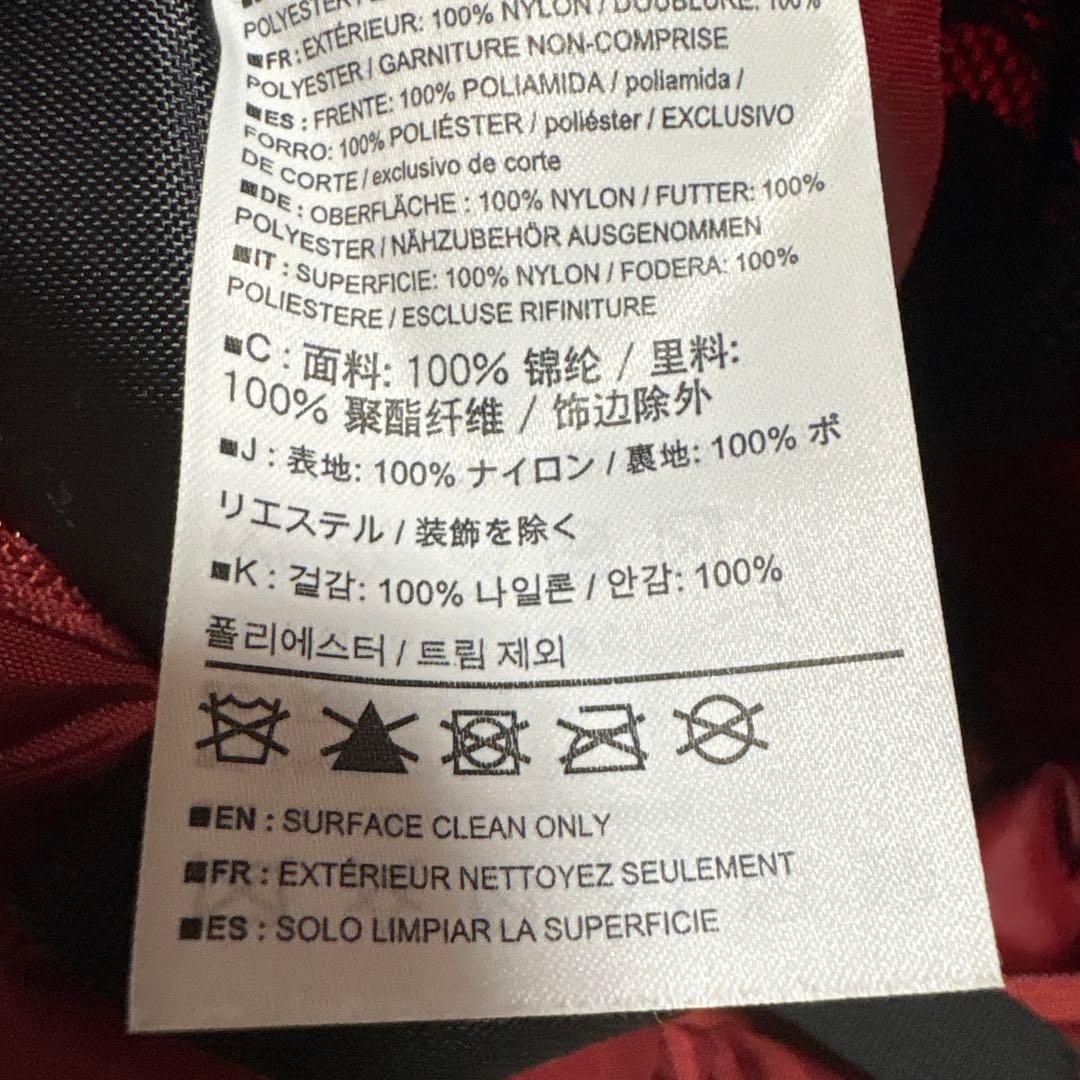 POLYESTER /
■FR : EXTÉRIEUR: 100% NYLON / DOUBLURE: 100%
POLYESTER / GARNITURE NON-COMPRISE
■ES : FRENTE: 100% POLIAMIDA / poliamida /
FORRO: 100% POLIÉSTER / poliéster / EXCLUSIVO
DE CORTE / exclusivo de corte
■DE : OBERFLÄCHE : 100% NYLON / FUTTER: 100%
POLYESTER / NÄHZUBEHÖR AUSGENOMMEN
■IT : SUPERFICIE: 100% NYLON / FODERA: 100%
POLIESTERE / ESCLUSE RIFINITURE
■C : 面料: 100% 锦纶 / 里料:
100% 聚酯纤维 / 饰边除外
■J : 表地: 100% ナイロン / 裏地: 100% ポ
リエステル / 装飾を除く
■K : 겉감: 100% 나일론 / 안감: 100%
폴리에스터 / 트림 제외
■EN : SURFACE CLEAN ONLY
■FR : EXTÉRIEUR NETTOYEZ SEULEMENT
■ES : SOLO LIMPIAR LA SUPERFICIE